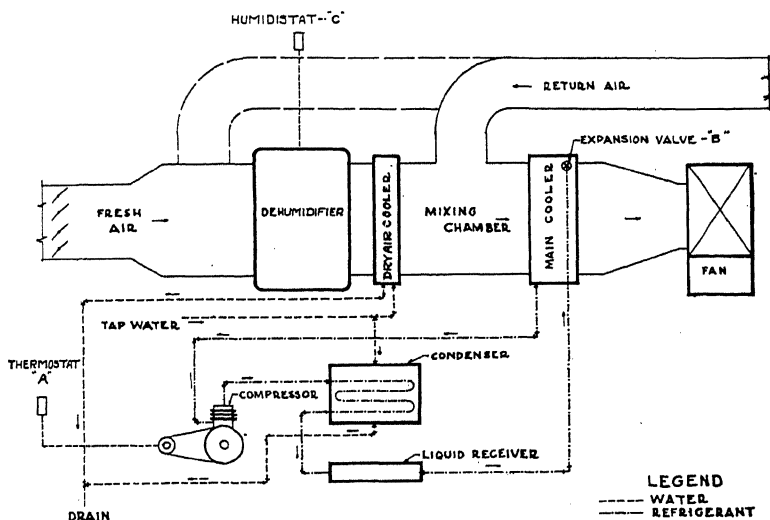 HUMIDISTAT-"C"
RETURN AIR
EXPANSION VALVE-"B"
FRESH
AIR
DEHUMIDIFIER
DRY AIR COOLER
MIXING
CHAMBER
MAIN COOLER
FAN
TAP WATER
THERMOSTAT
"A"
CONDENSER
COMPRESSOR
LIQUID RECEIVER
DRAIN
LEGEND
WATER
REFRIGERANT